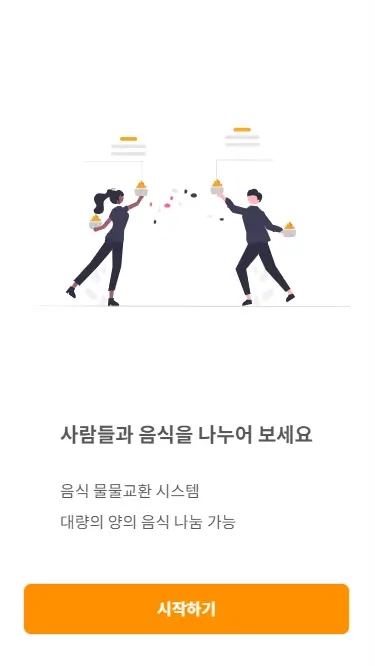 사람들과 음식을 나누어 보세요
음식 물물교환 시스템
대량의 양의 음식 나눔 가능
시작하기